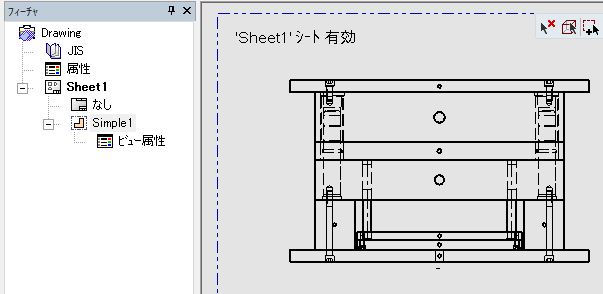 フィーチャ
Drawing
JIS
属性
Sheet1
なし
Simple1
ビュー属性
'Sheet1' シート 有効